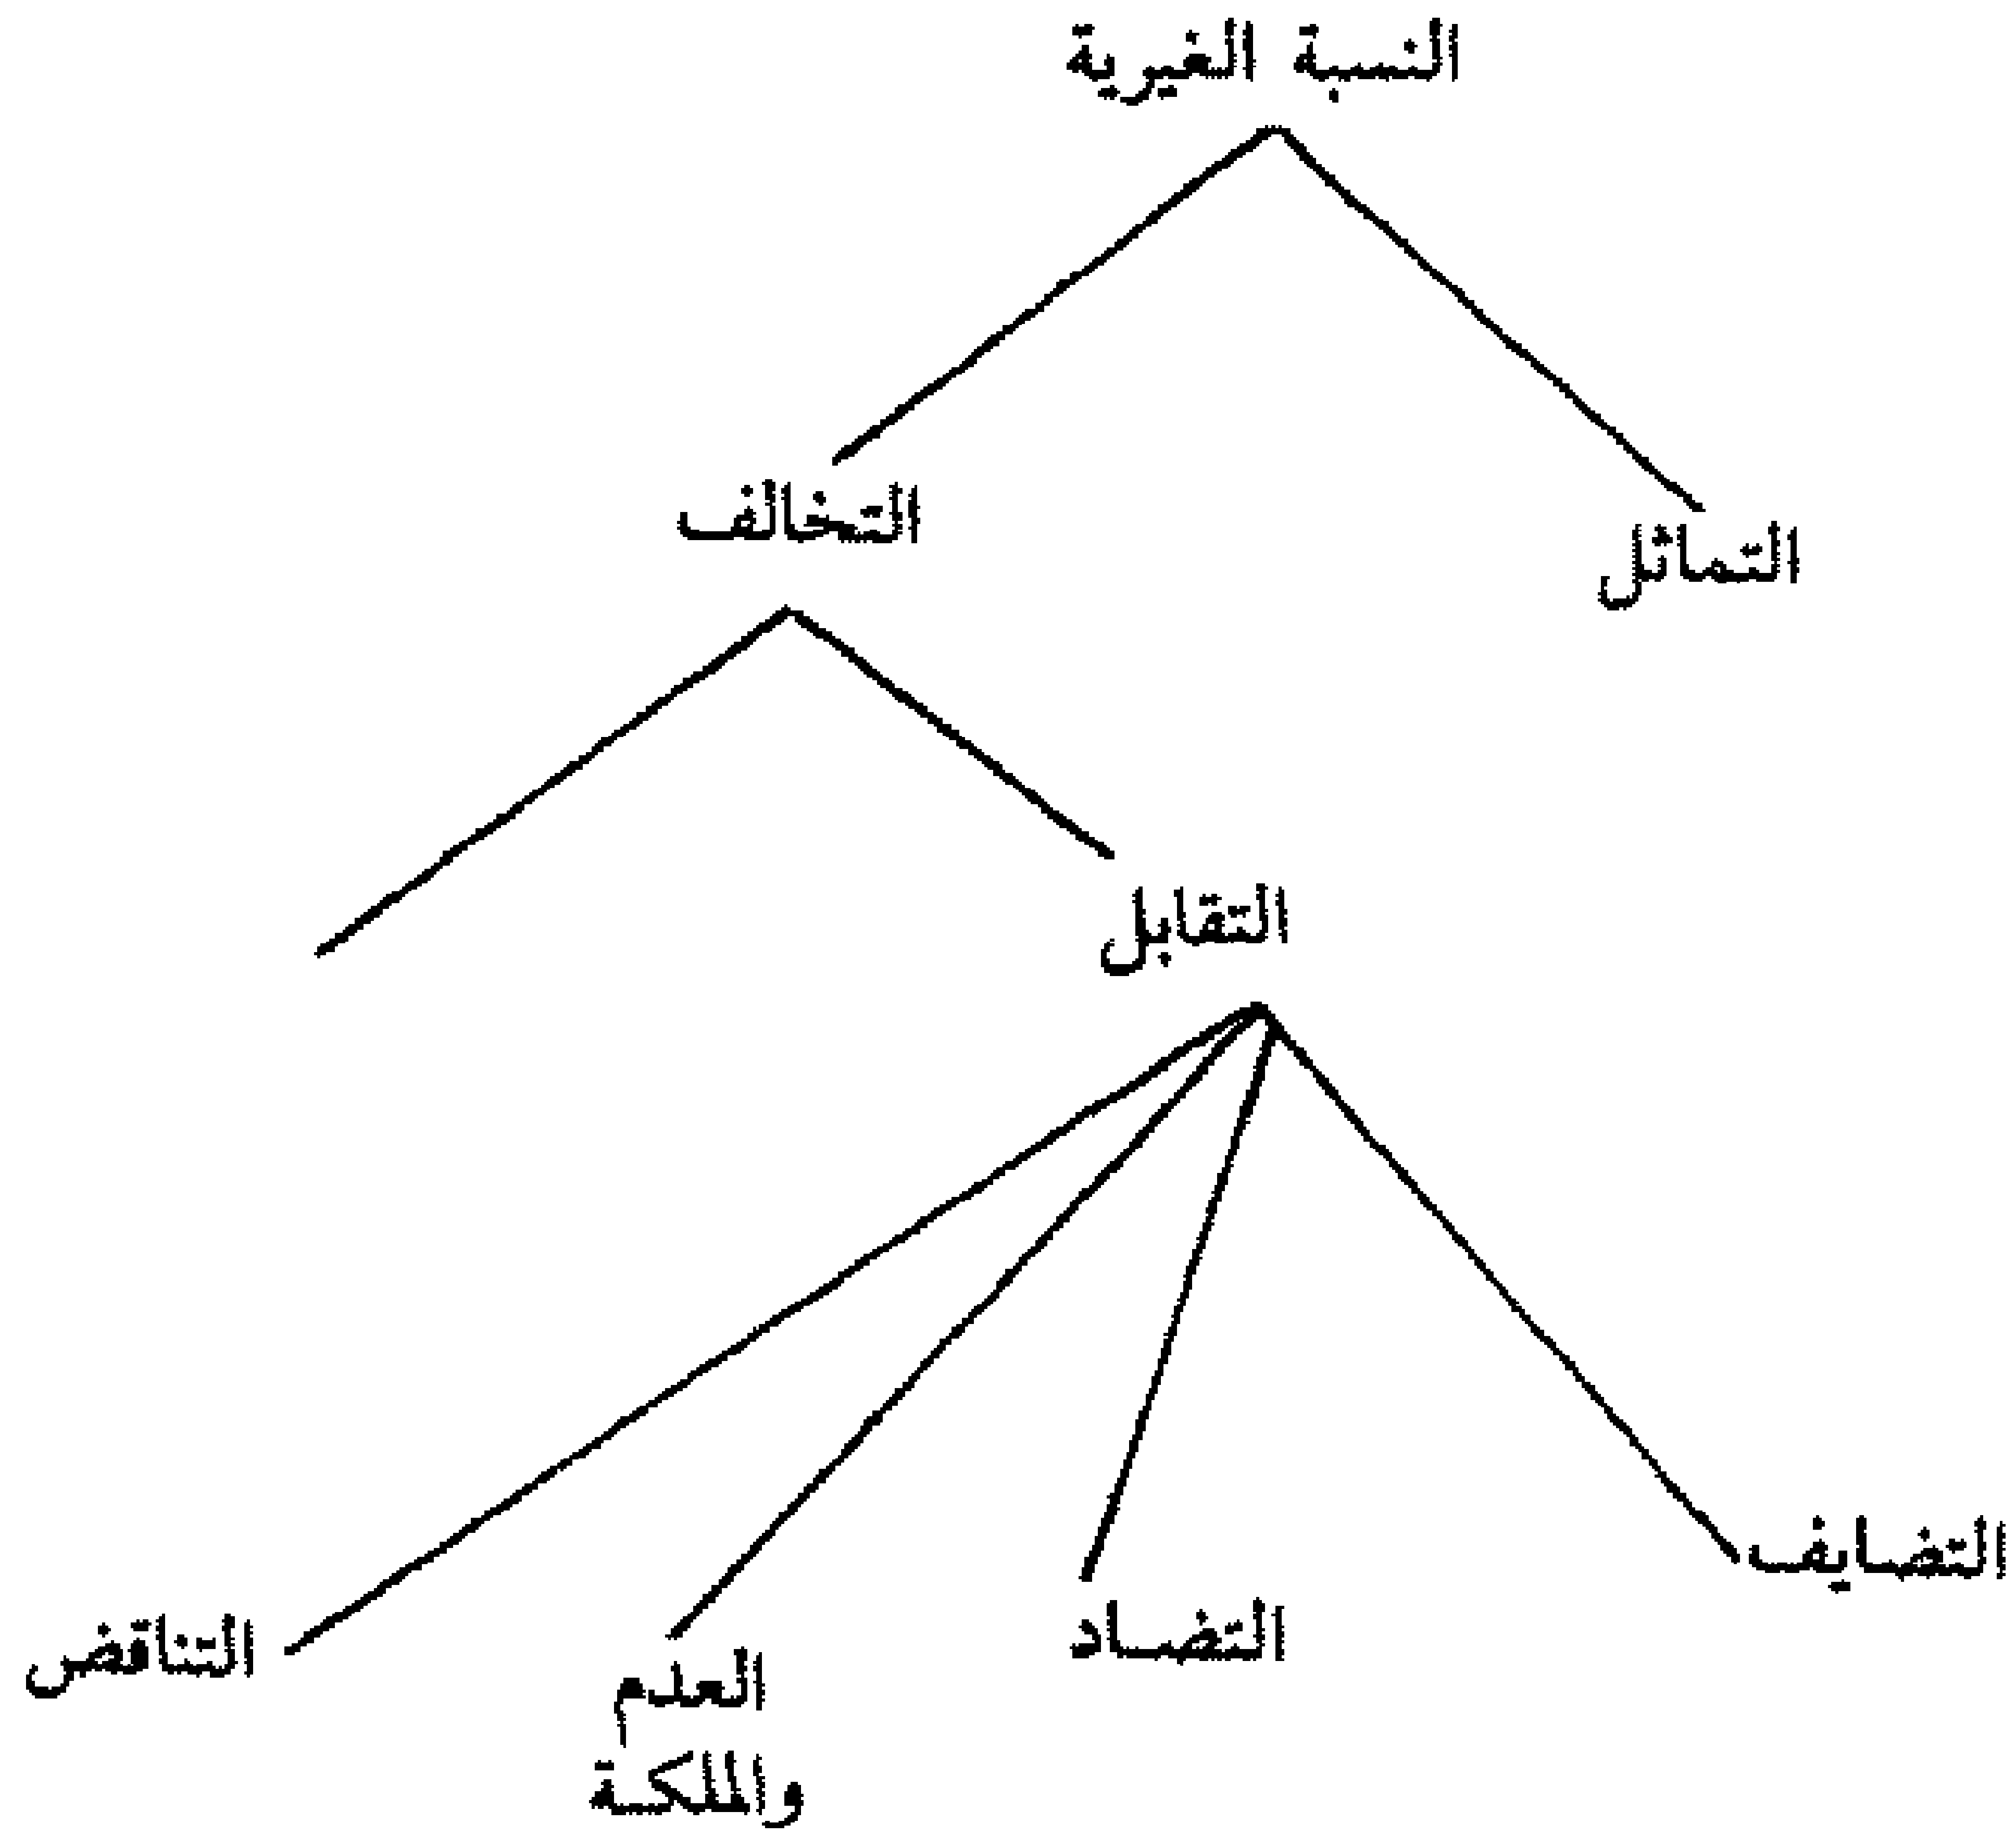 النسبة الغيرية
التخالف
التماثل
التقابل
التضايف
التضاد
العدم
والملكة
التناقض